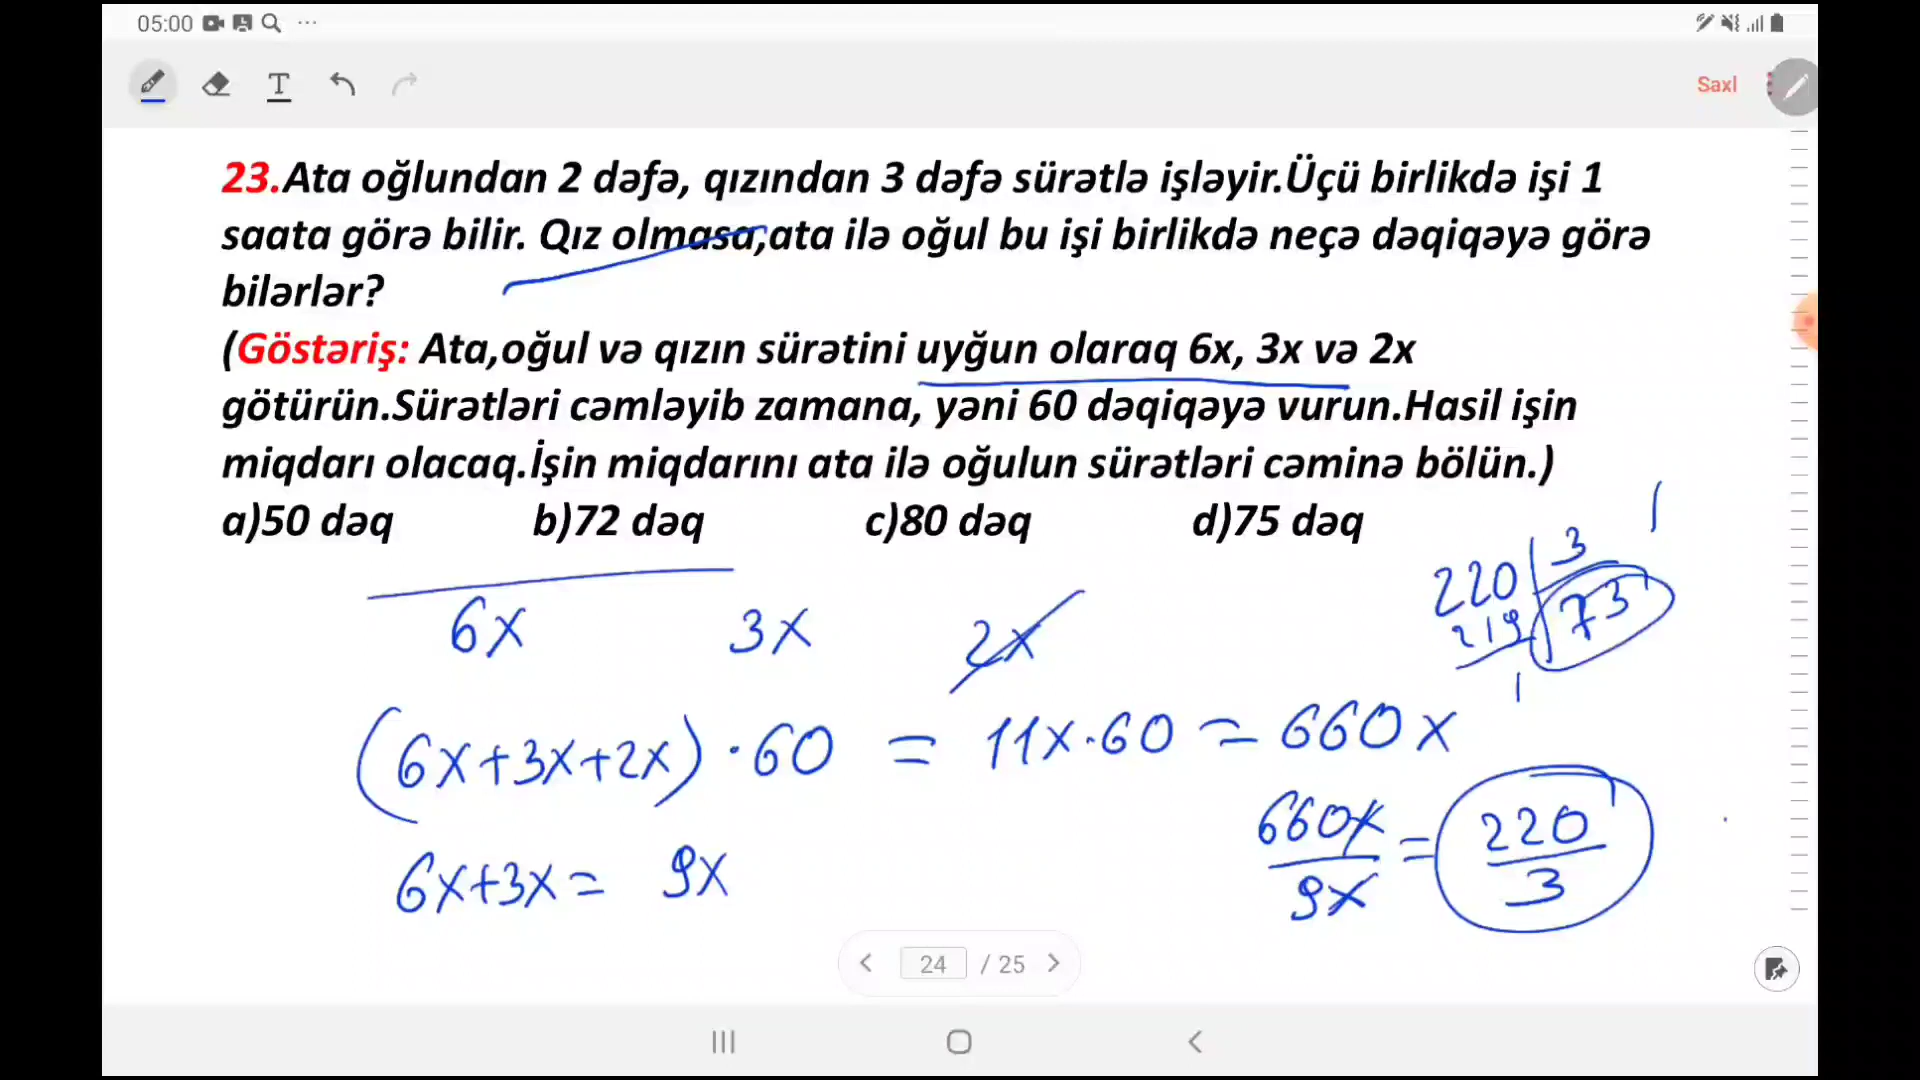 05:00
Saxl
23.Ata oğlundan 2 dəfə, qızından 3 dəfə sürətlə işləyir.Üçü birlikdə işi 1
saata görə bilir. Qız olmasa,ata ilə oğul bu işi birlikdə neçə dəqiqəyə görə
bilərlər?
(Göstəriş: Ata,oğul və qızın sürətini uyğun olaraq 6x, 3x və 2x
götürün.Sürətləri cəmləyib zamana, yəni 60 dəqiqəyə vurun.Hasil işin
miqdarı olacaq.İşin miqdarını ata ilə oğulun sürətləri cəminə bölün.)
a)50 dəq b)72 dəq c)80 dəq d)75 dəq
220 3
219 73
1
6x 3x 2x
(6x+3x+2x)·60 = 11x·60 = 660x
660x/9x = 220/3
6x+3x= 9x
24 / 25